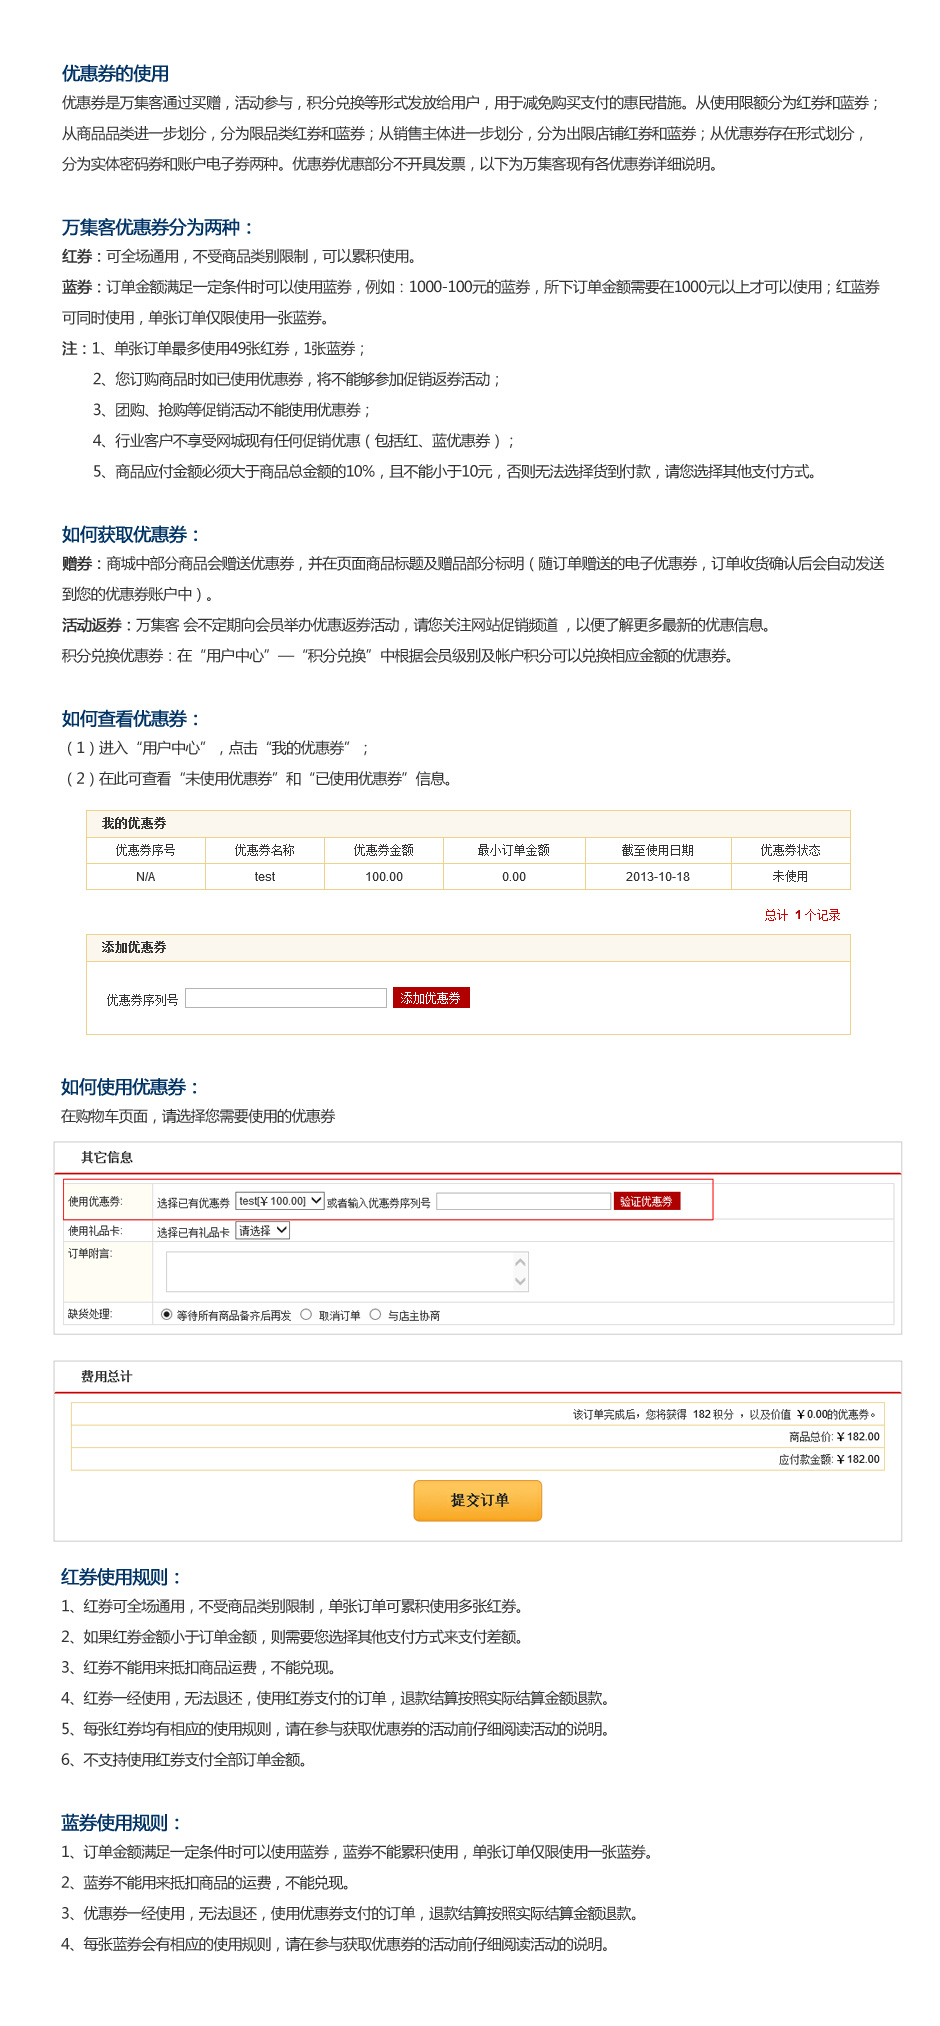 优惠券的使用
优惠券是万集客通过买赠，活动参与，积分兑换等形式发放给用户，用于减免购买支付的惠民措施。从使用限额分为红券和蓝券；
从商品品类进一步划分，分为限品类红券和蓝券；从销售主体进一步划分，分为出限店铺红券和蓝券；从优惠券存在形式划分，
分为实体密码券和账户电子券两种。优惠券优惠部分不开具发票，以下为万集客现有各优惠券详细说明。
万集客优惠券分为两种：
红券：可全场通用，不受商品类别限制，可以累积使用。
蓝券：订单金额满足一定条件时可以使用蓝券，例如：1000-100元的蓝券，所下订单金额需要在1000元以上才可以使用；红蓝券
可同时使用，单张订单仅限使用一张蓝券。
注：1、单张订单最多使用49张红券，1张蓝券；
2、您订购商品时如已使用优惠券，将不能够参加促销返券活动；
3、团购、抢购等促销活动不能使用优惠券；
4、行业客户不享受网城现有任何促销优惠（包括红、蓝优惠券）；
5、商品应付金额必须大于商品总金额的10%，且不能小于10元，否则无法选择货到付款，请您选择其他支付方式。
如何获取优惠券：
赠券：商城中部分商品会赠送优惠券，并在页面商品标题及赠品部分标明（随订单赠送的电子优惠券，订单收货确认后会自动发送
到您的优惠券账户中）。
活动返券：万集客 会不定期向会员举办优惠返券活动，请您关注网站促销频道 ，以便了解更多最新的优惠信息。
积分兑换优惠券：在“用户中心”—“积分兑换”中根据会员级别及帐户积分可以兑换相应金额的优惠券。
如何查看优惠券：
（1）进入“用户中心”，点击“我的优惠券”；
（2）在此可查看“未使用优惠券”和“已使用优惠券”信息。
我的优惠券
优惠券序号 优惠券名称 优惠券金额 最小订单金额 截至使用日期 优惠券状态
N/A test 100.00 0.00 2013-10-18 未使用
总计 1 个记录
添加优惠券
优惠券序列号 添加优惠券
如何使用优惠券：
在购物车页面，请选择您需要使用的优惠券
其它信息
使用优惠券: 选择已有优惠券 test[¥ 100.00] 或者输入优惠券序列号 验证优惠券
使用礼品卡: 选择已有礼品卡 请选择
订单附言:
缺货处理: 等待所有商品备齐后再发 取消订单 与店主协商
费用总计
该订单完成后，您将获得 182 积分 ，以及价值 ¥0.00的优惠券。
商品总价: ¥182.00
应付款金额: ¥182.00
提交订单
红券使用规则：
1、红券可全场通用，不受商品类别限制，单张订单可累积使用多张红券。
2、如果红券金额小于订单金额，则需要您选择其他支付方式来支付差额。
3、红券不能用来抵扣商品运费，不能兑现。
4、红券一经使用，无法退还，使用红券支付的订单，退款结算按照实际结算金额退款。
5、每张红券均有相应的使用规则，请在参与获取优惠券的活动前仔细阅读活动的说明。
6、不支持使用红券支付全部订单金额。
蓝券使用规则：
1、订单金额满足一定条件时可以使用蓝券，蓝券不能累积使用，单张订单仅限使用一张蓝券。
2、蓝券不能用来抵扣商品的运费，不能兑现。
3、优惠券一经使用，无法退还，使用优惠券支付的订单，退款结算按照实际结算金额退款。
4、每张蓝券会有相应的使用规则，请在参与获取优惠券的活动前仔细阅读活动的说明。